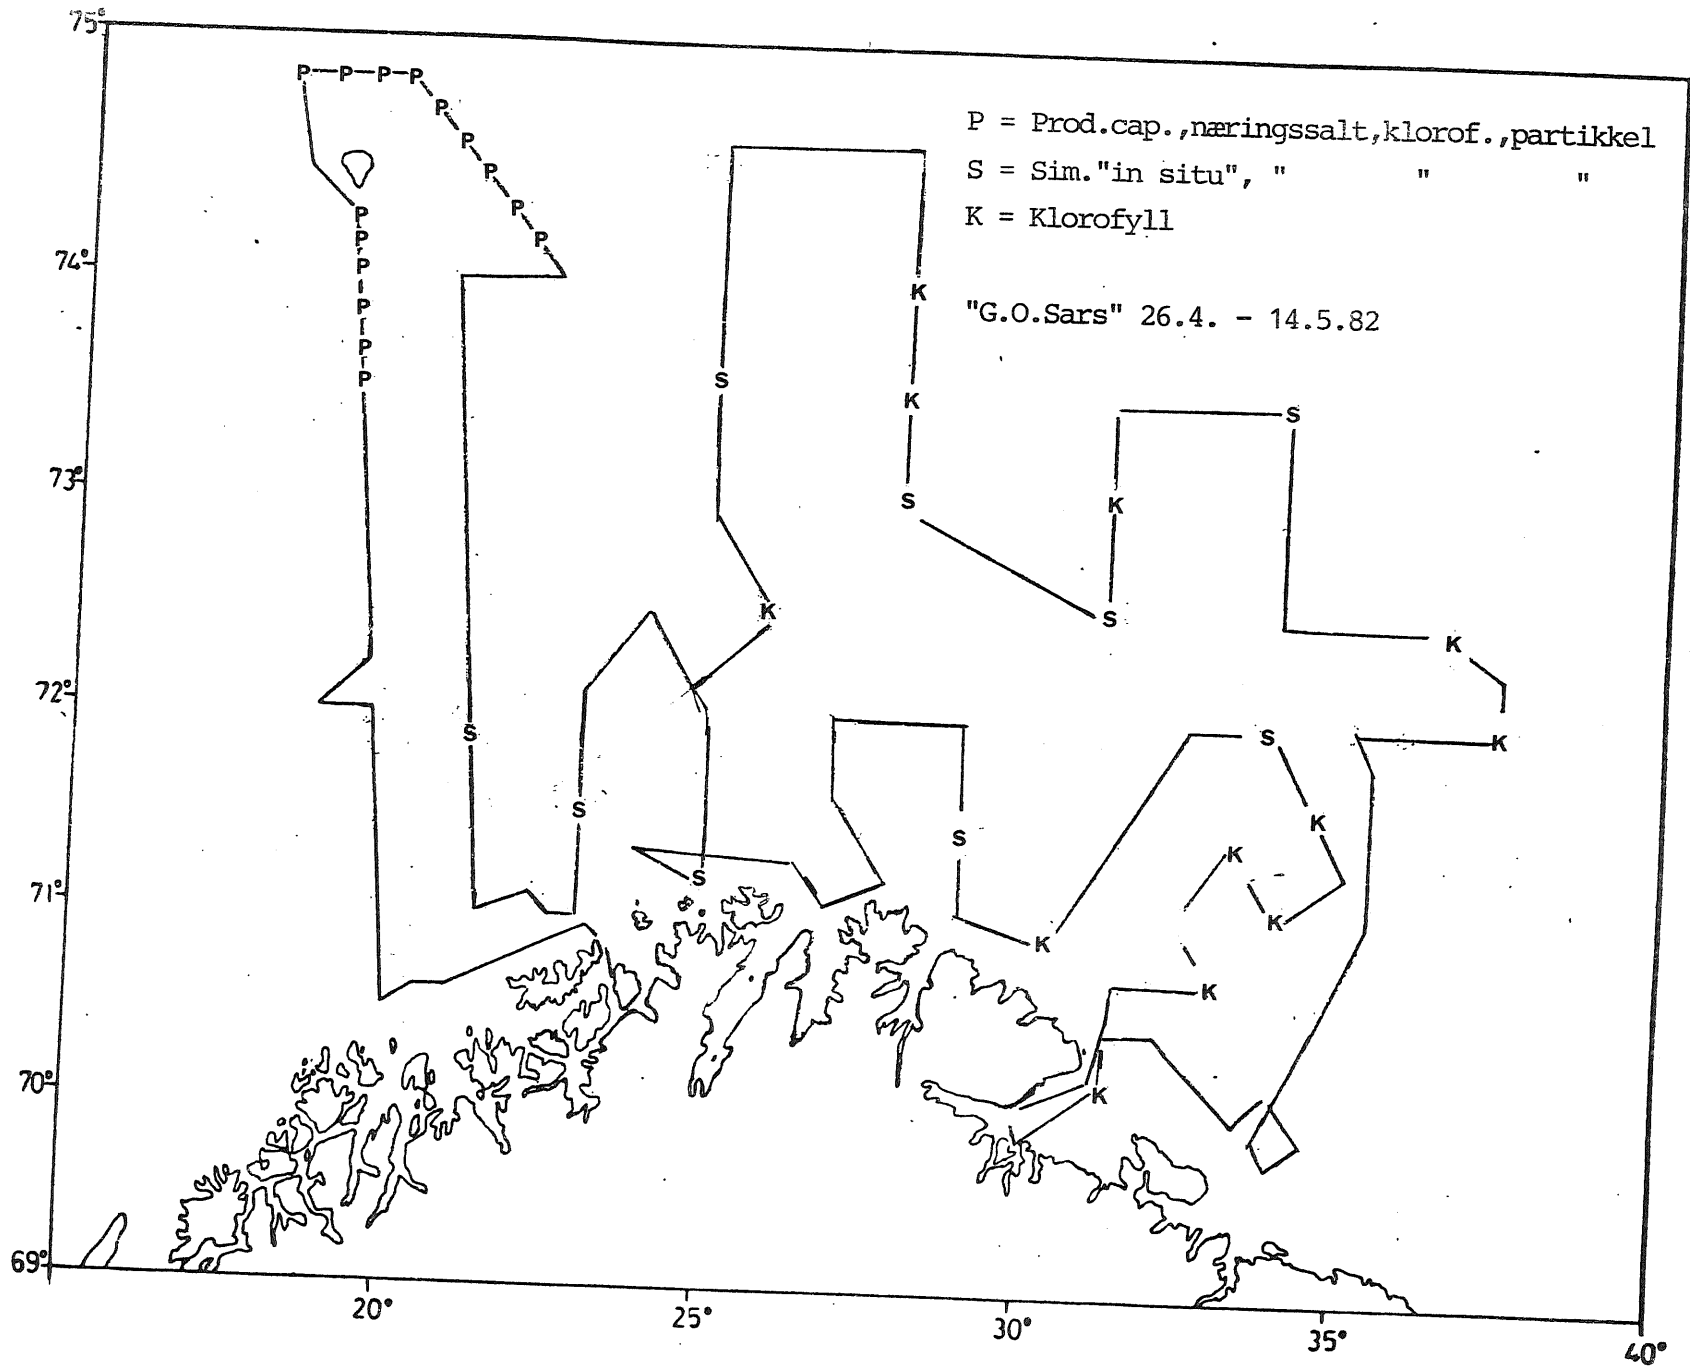 75°
P P P P
P
P = Prod.cap.,næringssalt,klorof.,partikkel
P
S = Sim."in situ", " " "
P
P
P
K = Klorofyll
P
P
74°
P
K
P
"G.O.Sars" 26.4. - 14.5.82
P
P
S
K
S
73°
S
K
K
S
K
72°
S
S
K
S
K
S
K
71°
S
K
K
K
70°
K
69°
20°
25°
30°
35°
40°